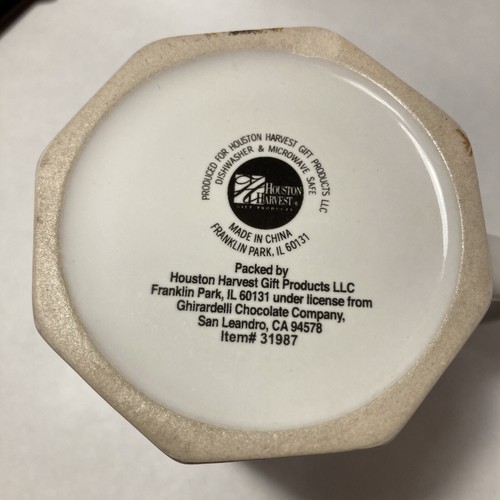 PRODUCED FOR HOUSTON HARVEST GIFT PRODUCTS LLC
DISHWASHER & MICROWAVE SAFE
HOUSTON
HARVEST
GIFT PRODUCTS
MADE IN CHINA
FRANKLIN PARK, IL 60131
Packed by
Houston Harvest Gift Products LLC
Franklin Park, IL 60131 under license from
Ghirardelli Chocolate Company,
San Leandro, CA 94578
Item# 31987